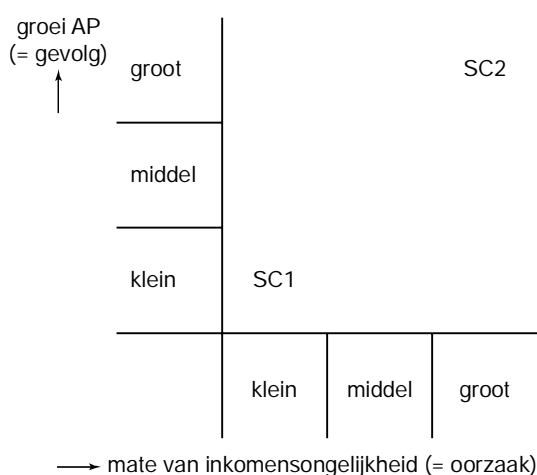 groei AP
(= gevolg)
groot
SC2
middel
klein
SC1
klein
middel
groot
mate van inkomensongelijkheid (= oorzaak)